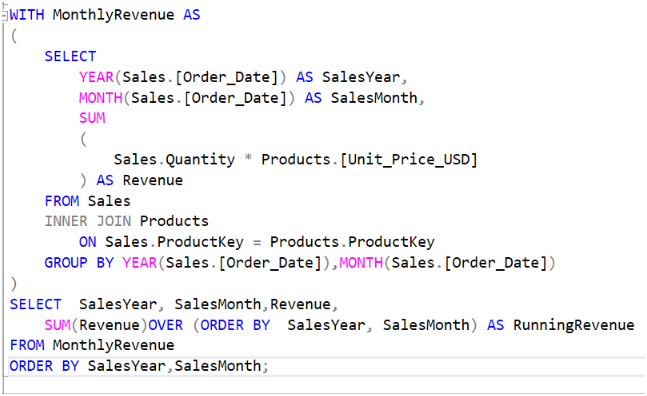 WITH MonthlyRevenue AS
(
    SELECT
        YEAR(Sales.[Order_Date]) AS SalesYear,
        MONTH(Sales.[Order_Date]) AS SalesMonth,
        SUM
        (
            Sales.Quantity * Products.[Unit_Price_USD]
        ) AS Revenue
    FROM Sales
    INNER JOIN Products
        ON Sales.ProductKey = Products.ProductKey
    GROUP BY YEAR(Sales.[Order_Date]),MONTH(Sales.[Order_Date])
)
SELECT  SalesYear, SalesMonth,Revenue,
    SUM(Revenue)OVER (ORDER BY  SalesYear, SalesMonth) AS RunningRevenue
FROM MonthlyRevenue
ORDER BY SalesYear,SalesMonth;